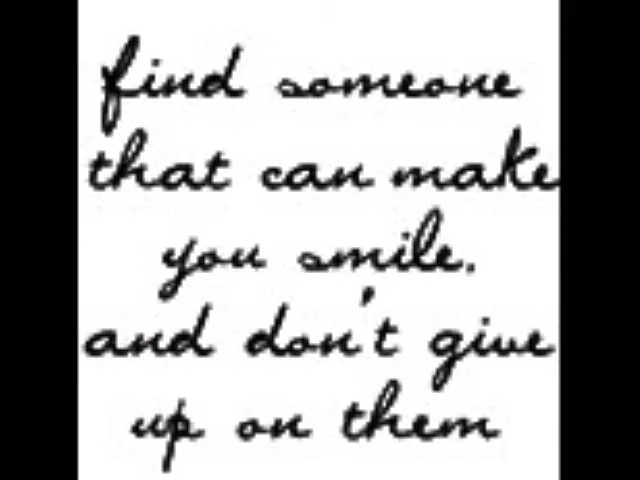 find someone
that can make
you smile.
and don't give
up on them